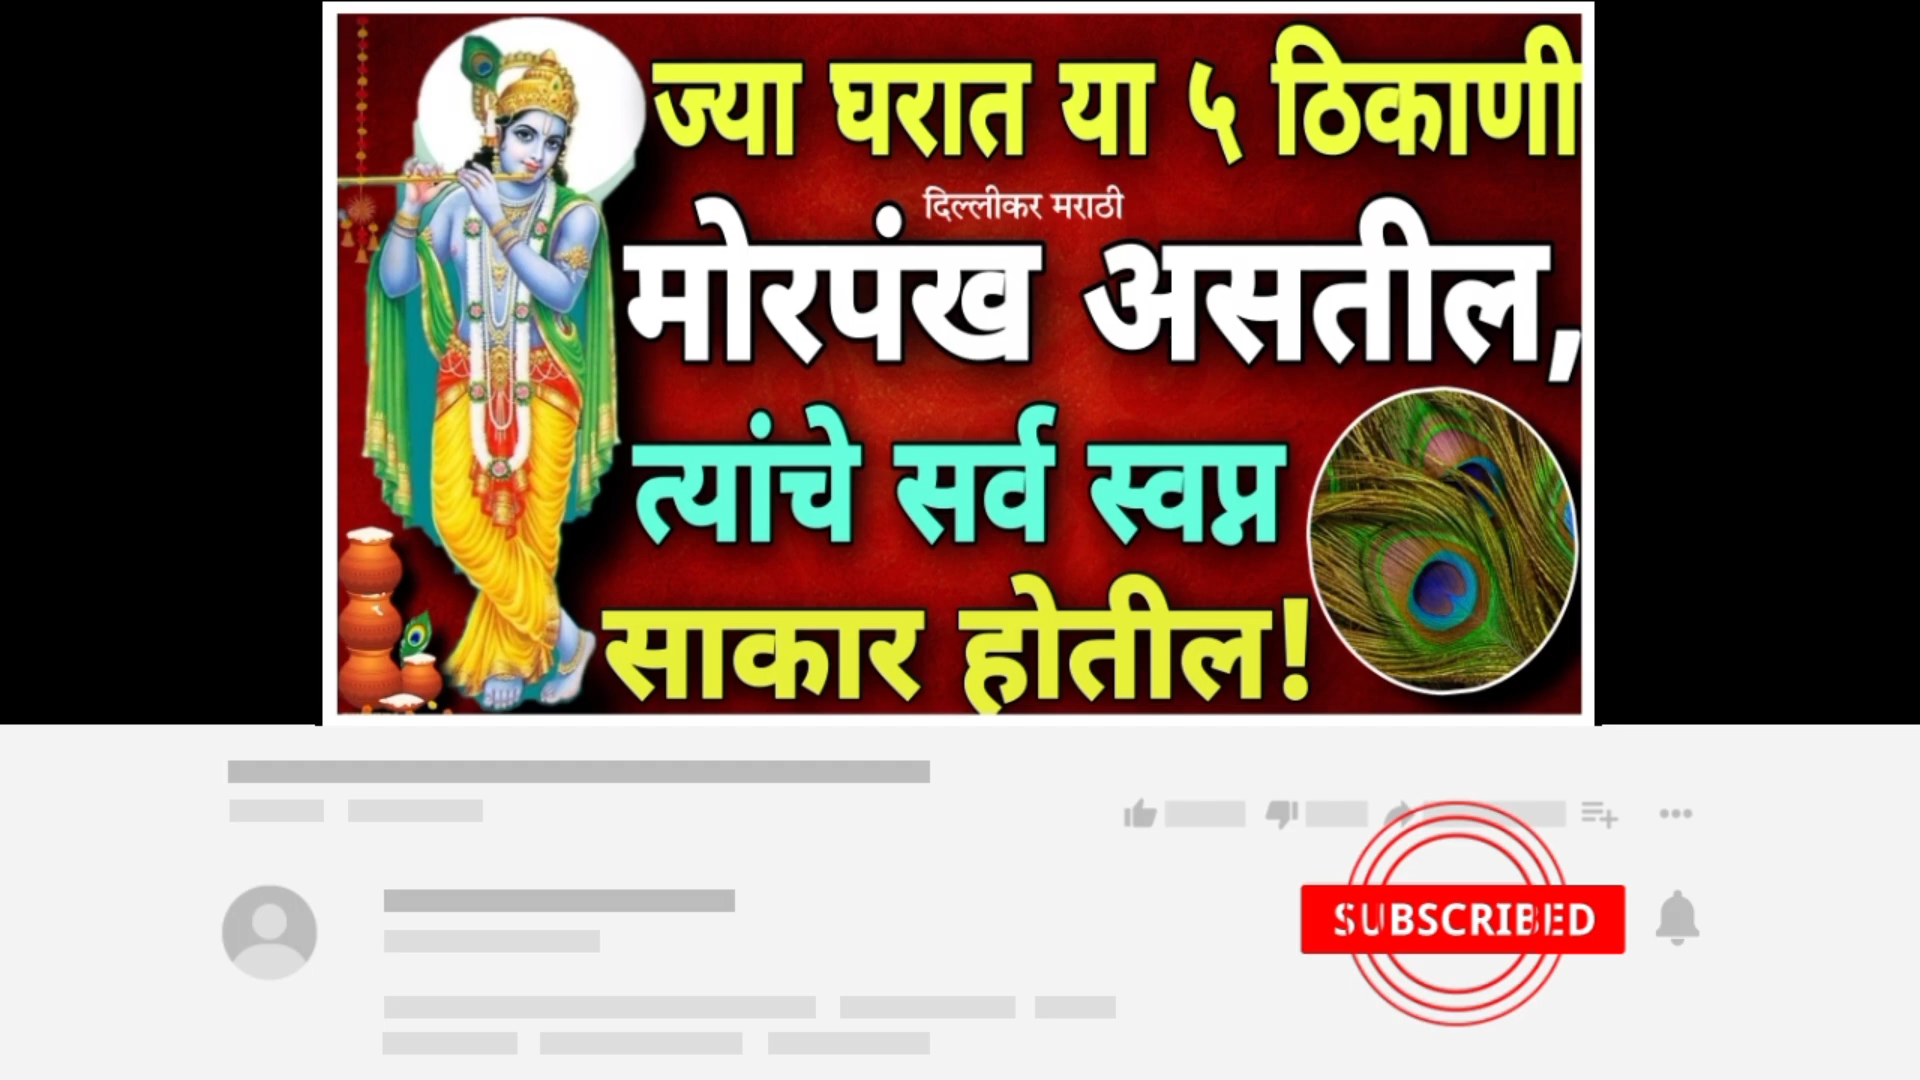 ज्या घरात या ५ ठिकाणी
दिल्लीकर मराठी
मोरपंख असतील,
त्यांचे सर्व स्वप्न
साकार होतील!
SUBSCRIBED